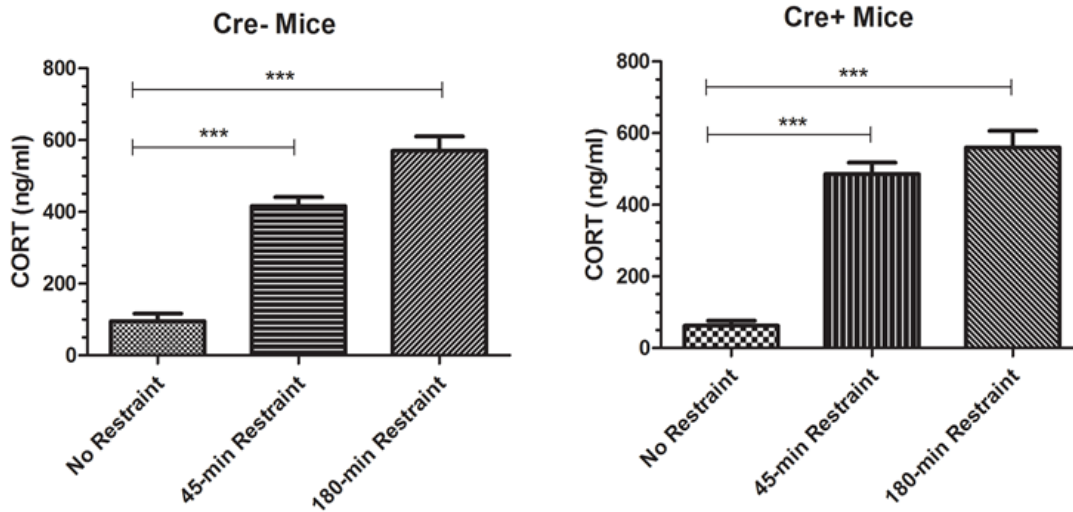 Cre- Mice
CORT (ng/ml)
800
600
400
200
0
***
***
No Restraint
45-min Restraint
180-min Restraint
Cre+ Mice
CORT (ng/ml)
800
600
400
200
0
***
***
No Restraint
45-min Restraint
180-min Restraint